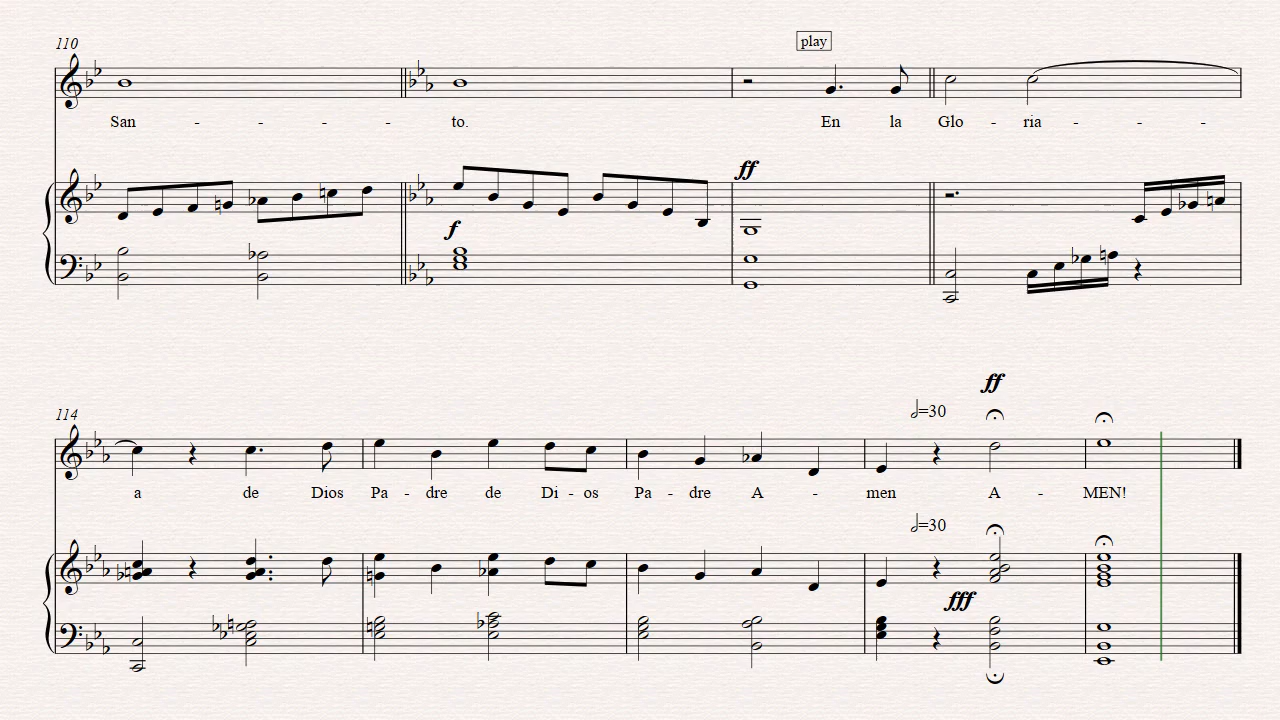 110
play
San - - - - to. En la Glo - ria - - -
ff
f
ff
114
𝅗𝅥=30
a de Dios Pa - dre de Di - os Pa - dre A - men A - MEN!
𝅗𝅥=30
fff